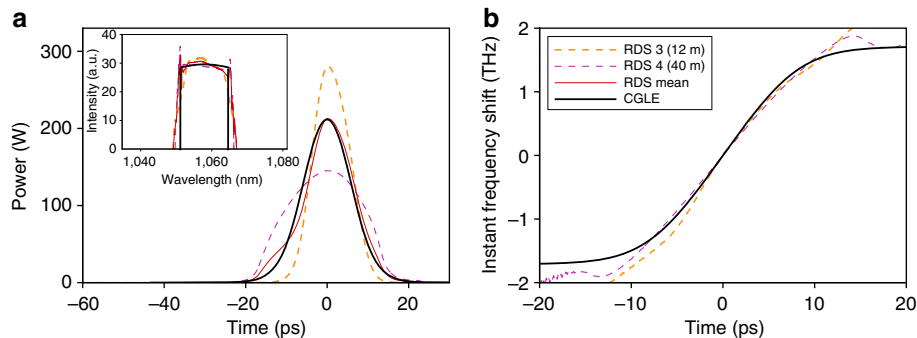 a
300
200
100
0
Power (W)
−60
−40
−20
0
20
Time (ps)
40
30
20
10
0
Intensity (a.u.)
1,040
1,060
1,080
Wavelength (nm)
b
2
1
0
−1
−2
Instant frequency shift (THz)
RDS 3 (12 m)
RDS 4 (40 m)
RDS mean
CGLE
−20
−10
0
10
20
Time (ps)